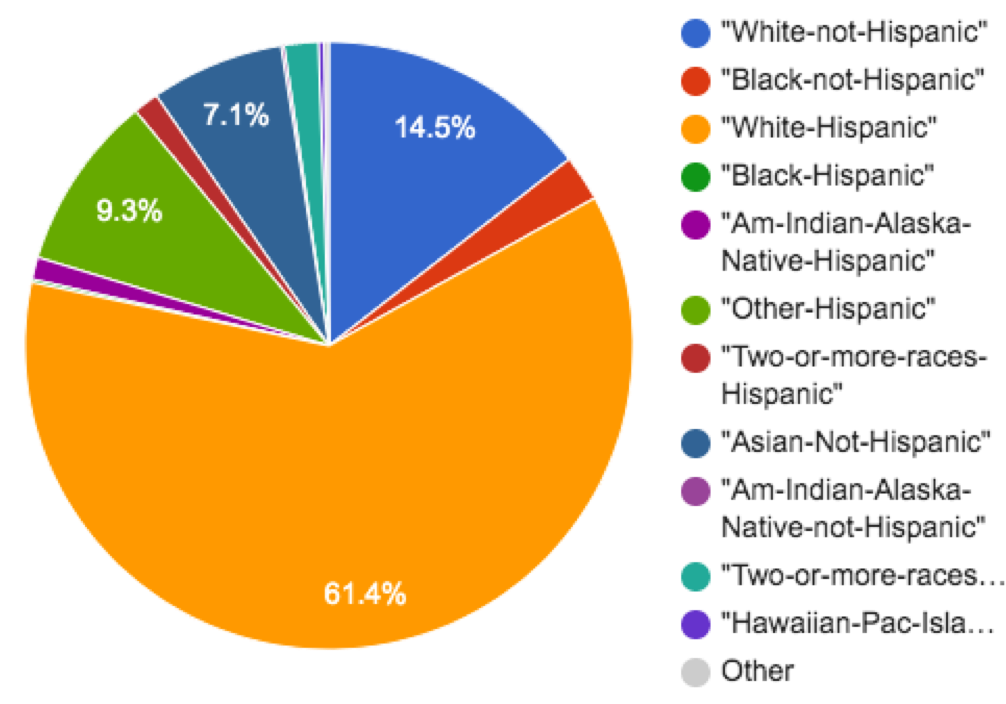 14.5%
7.1%
9.3%
61.4%
"White-not-Hispanic"
"Black-not-Hispanic"
"White-Hispanic"
"Black-Hispanic"
"Am-Indian-Alaska-
Native-Hispanic"
"Other-Hispanic"
"Two-or-more-races-
Hispanic"
"Asian-Not-Hispanic"
"Am-Indian-Alaska-
Native-not-Hispanic"
"Two-or-more-races…
"Hawaiian-Pac-Isla…
Other